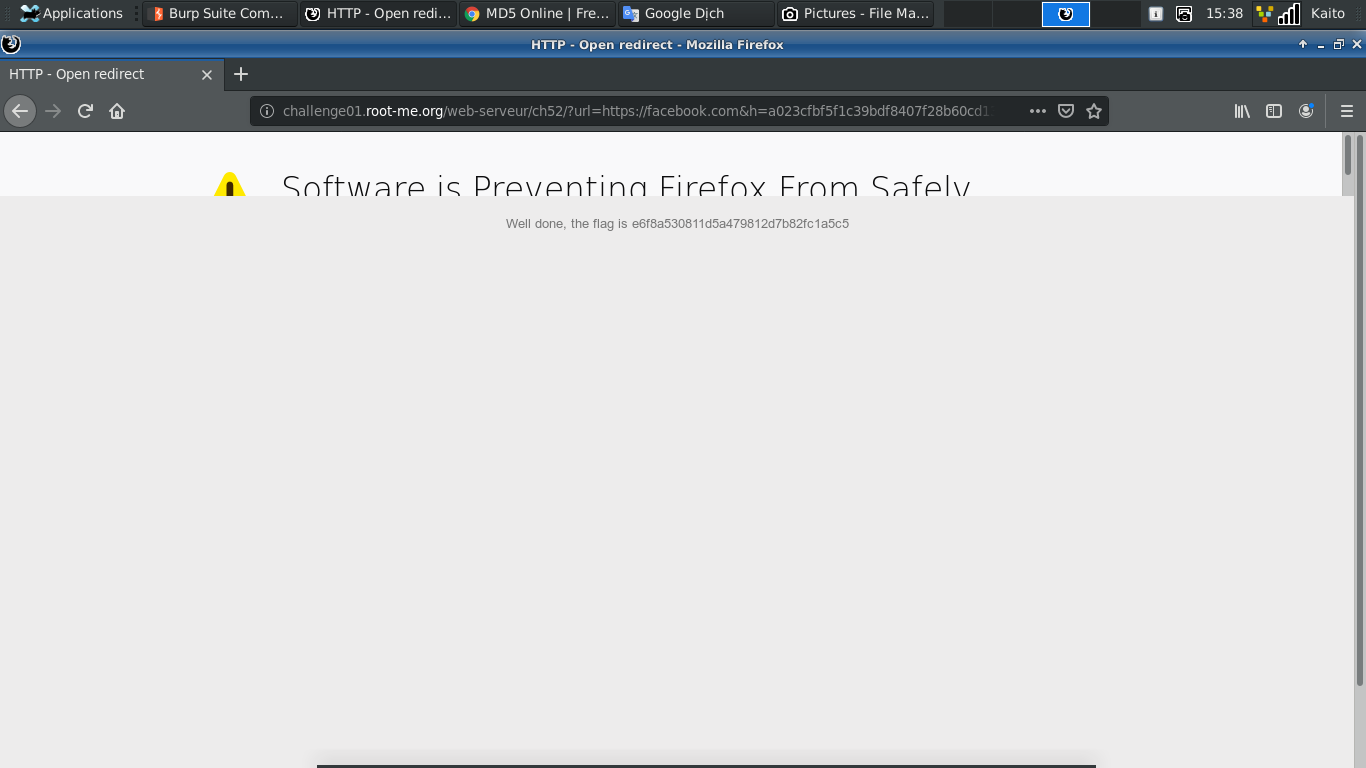 Applications
Burp Suite Com...
HTTP - Open redi...
MD5 Online | Fre...
Google Dịch
Pictures - File Ma...
15:38
Kaito
HTTP - Open redirect - Mozilla Firefox
HTTP - Open redirect
challenge01.root-me.org/web-serveur/ch52/?url=https://facebook.com&h=a023cfbf5f1c39bdf8407f28b60cd1
Software is Preventing Firefox From Safely
Well done, the flag is e6f8a530811d5a479812d7b82fc1a5c5